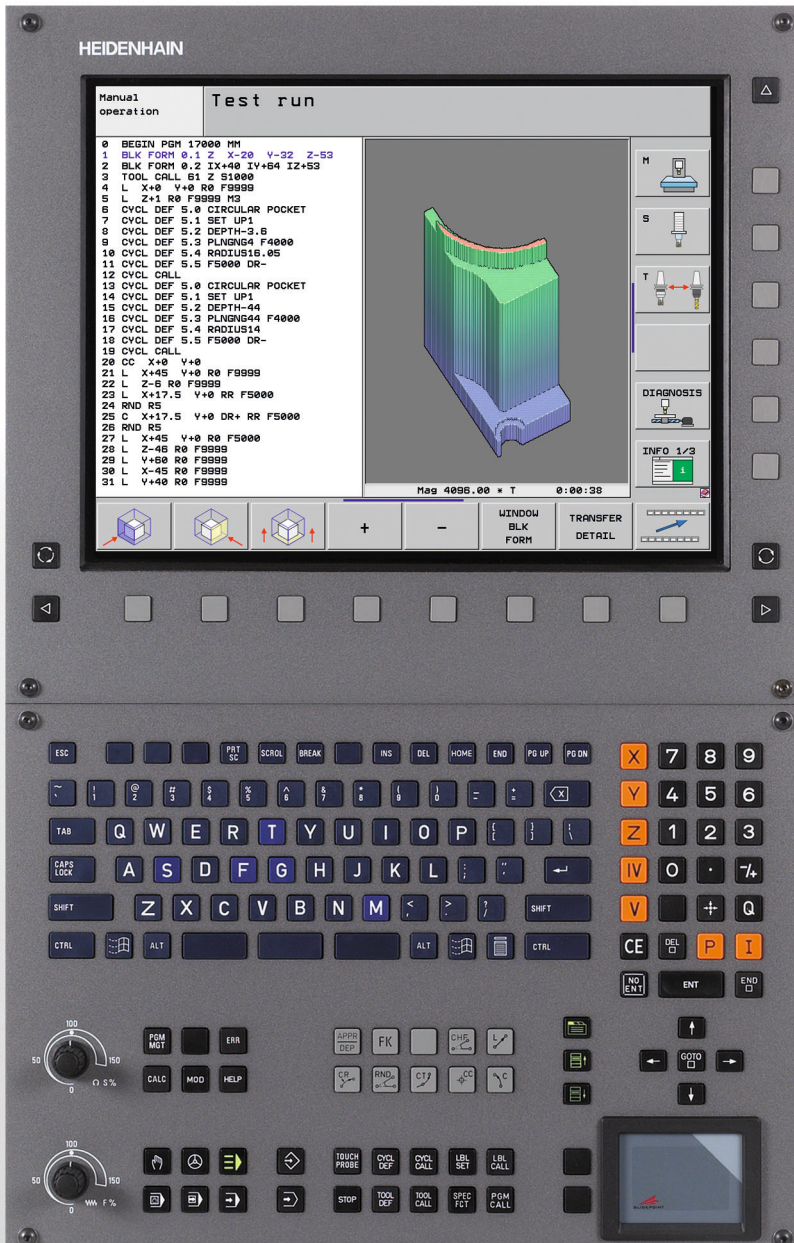 HEIDENHAIN
Manual operation
Test run
0 BEGIN PGM 17000 MM
1 BLK FORM 0.1 Z X-20 Y-32 Z-53
2 BLK FORM 0.2 IX+40 IY+64 IZ+53
3 TOOL CALL 61 Z S1000
4 L X+0 Y+0 R0 F9999
5 L Z+1 R0 F9999 M3
6 CYCL DEF 5.0 CIRCULAR POCKET
7 CYCL DEF 5.1 SET UP1
8 CYCL DEF 5.2 DEPTH-3.6
9 CYCL DEF 5.3 PLNGNG4 F4000
10 CYCL DEF 5.4 RADIUS16.05
11 CYCL DEF 5.5 F5000 DR-
12 CYCL CALL
13 CYCL DEF 5.0 CIRCULAR POCKET
14 CYCL DEF 5.1 SET UP1
15 CYCL DEF 5.2 DEPTH-44
16 CYCL DEF 5.3 PLNGNG44 F4000
17 CYCL DEF 5.4 RADIUS14
18 CYCL DEF 5.5 F5000 DR-
19 CYCL CALL
20 CC X+0 Y+0
21 L X+45 Y+0 R0 F9999
22 L Z-6 R0 F9999
23 L X+17.5 Y+0 RR F5000
24 RND R5
25 C X+17.5 Y+0 DR+ RR F5000
26 RND R5
27 L X+45 Y+0 R0 F5000
28 L Z-46 R0 F9999
29 L Y+60 R0 F9999
30 L X-45 R0 F9999
31 L Y+40 R0 F9999
Mag 4096.00 * T 0:00:38
M
S
T
DIAGNOSIS
INFO 1/3
+
-
WINDOW BLK FORM
TRANSFER DETAIL
ESC PRT SC SCROL BREAK INS DEL HOME END PG UP PG DN
~ ` ! 1 @ 2 # 3 $ 4 % 5 ^ 6 & 7 * 8 ( 9 ) 0 _ - + = X
TAB Q W E R T Y U I O P { [ } ] | \
CAPS LOCK A S D F G H J K L : ; " '
SHIFT Z X C V B N M < , > . ? / SHIFT
CTRL ALT ALT CTRL
X 7 8 9
Y 4 5 6
Z 1 2 3
IV 0 . -/+
V Q
CE DEL P I
NO ENT ENT END
100
50 150
0 S %
PGM MGT ERR
CALC MOD HELP
APPR DEP FK CHF L
CR RND CT CC C
GOTO
100
50 150
0 F %
TOUCH PROBE CYCL DEF CYCL CALL LBL SET LBL CALL
STOP TOOL DEF TOOL CALL SPEC FCT PGM CALL